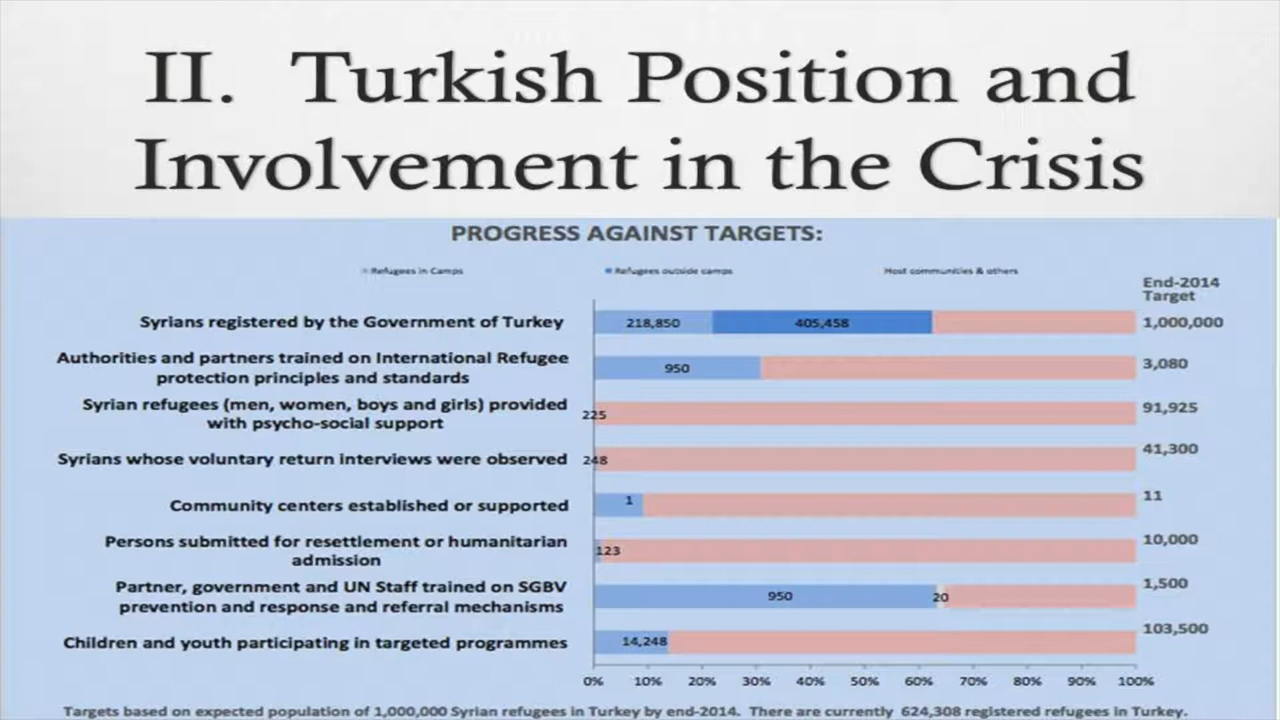 II. Turkish Position and
Involvement in the Crisis
PROGRESS AGAINST TARGETS:
Refugees in Camps
Refugees outside camps
Host communities & others
End-2014
Target
Syrians registered by the Government of Turkey
218,850
405,458
1,000,000
Authorities and partners trained on International Refugee
protection principles and standards
950
3,080
Syrian refugees (men, women, boys and girls) provided
with psycho-social support
225
91,925
Syrians whose voluntary return interviews were observed
248
41,300
Community centers established or supported
1
11
Persons submitted for resettlement or humanitarian
admission
123
10,000
Partner, government and UN Staff trained on SGBV
prevention and response and referral mechanisms
950
20
1,500
Children and youth participating in targeted programmes
14,248
103,500
0% 10% 20% 30% 40% 50% 60% 70% 80% 90% 100%
Targets based on expected population of 1,000,000 Syrian refugees in Turkey by end-2014. There are currently 624,308 registered refugees in Turkey.